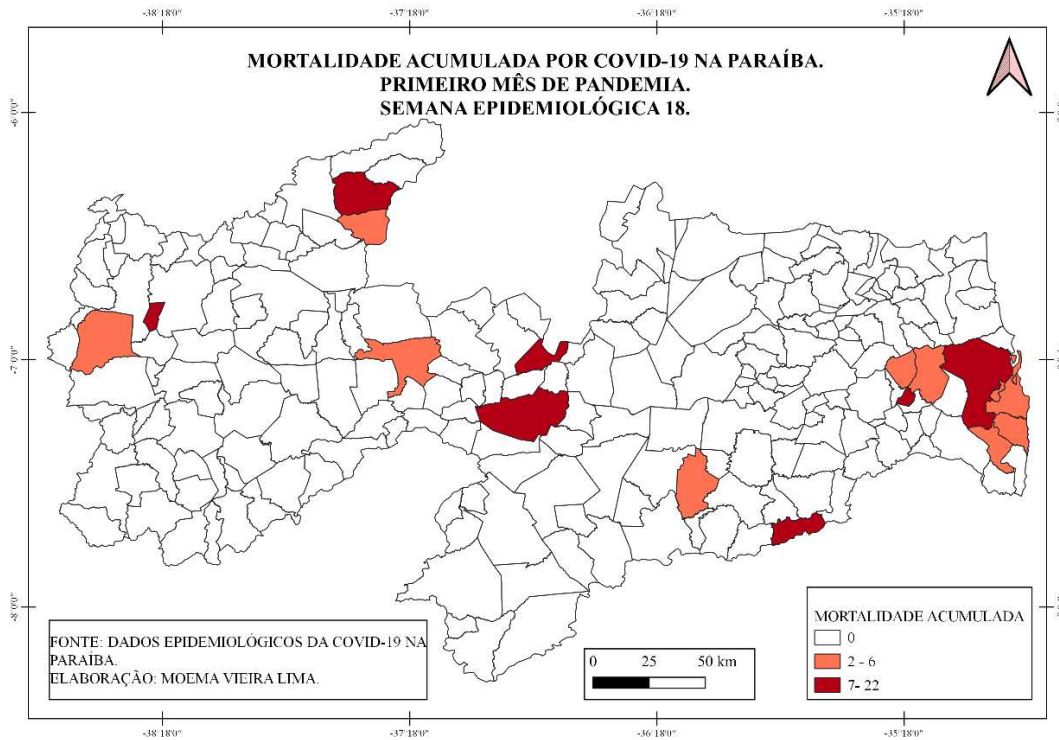 -38°18'0" -37°18'0" -36°18'0" -35°18'0"
MORTALIDADE ACUMULADA POR COVID-19 NA PARAÍBA.
PRIMEIRO MÊS DE PANDEMIA.
SEMANA EPIDEMIOLÓGICA 18.
-6°0'0"
-7°0'0"
-8°0'0"
FONTE: DADOS EPIDEMIOLÓGICOS DA COVID-19 NA
PARAÍBA.
ELABORAÇÃO: MOEMA VIEIRA LIMA.
0 25 50 km
MORTALIDADE ACUMULADA
0
2 - 6
7- 22
-38°18'0" -37°18'0" -36°18'0" -35°18'0"